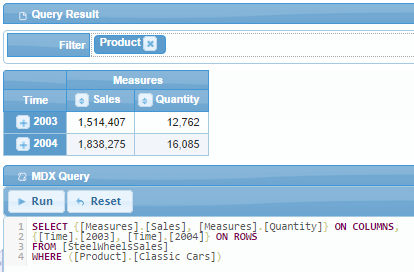 Query Result
Filter Product
Measures
Time Sales Quantity
2003 1,514,407 12,762
2004 1,838,275 16,085
MDX Query
Run Reset
1 SELECT {[Measures].[Sales], [Measures].[Quantity]} ON COLUMNS,
2 {[Time].[2003], [Time].[2004]} ON ROWS
3 FROM [SteelWheelsSales]
4 WHERE {[Product].[Classic Cars]}